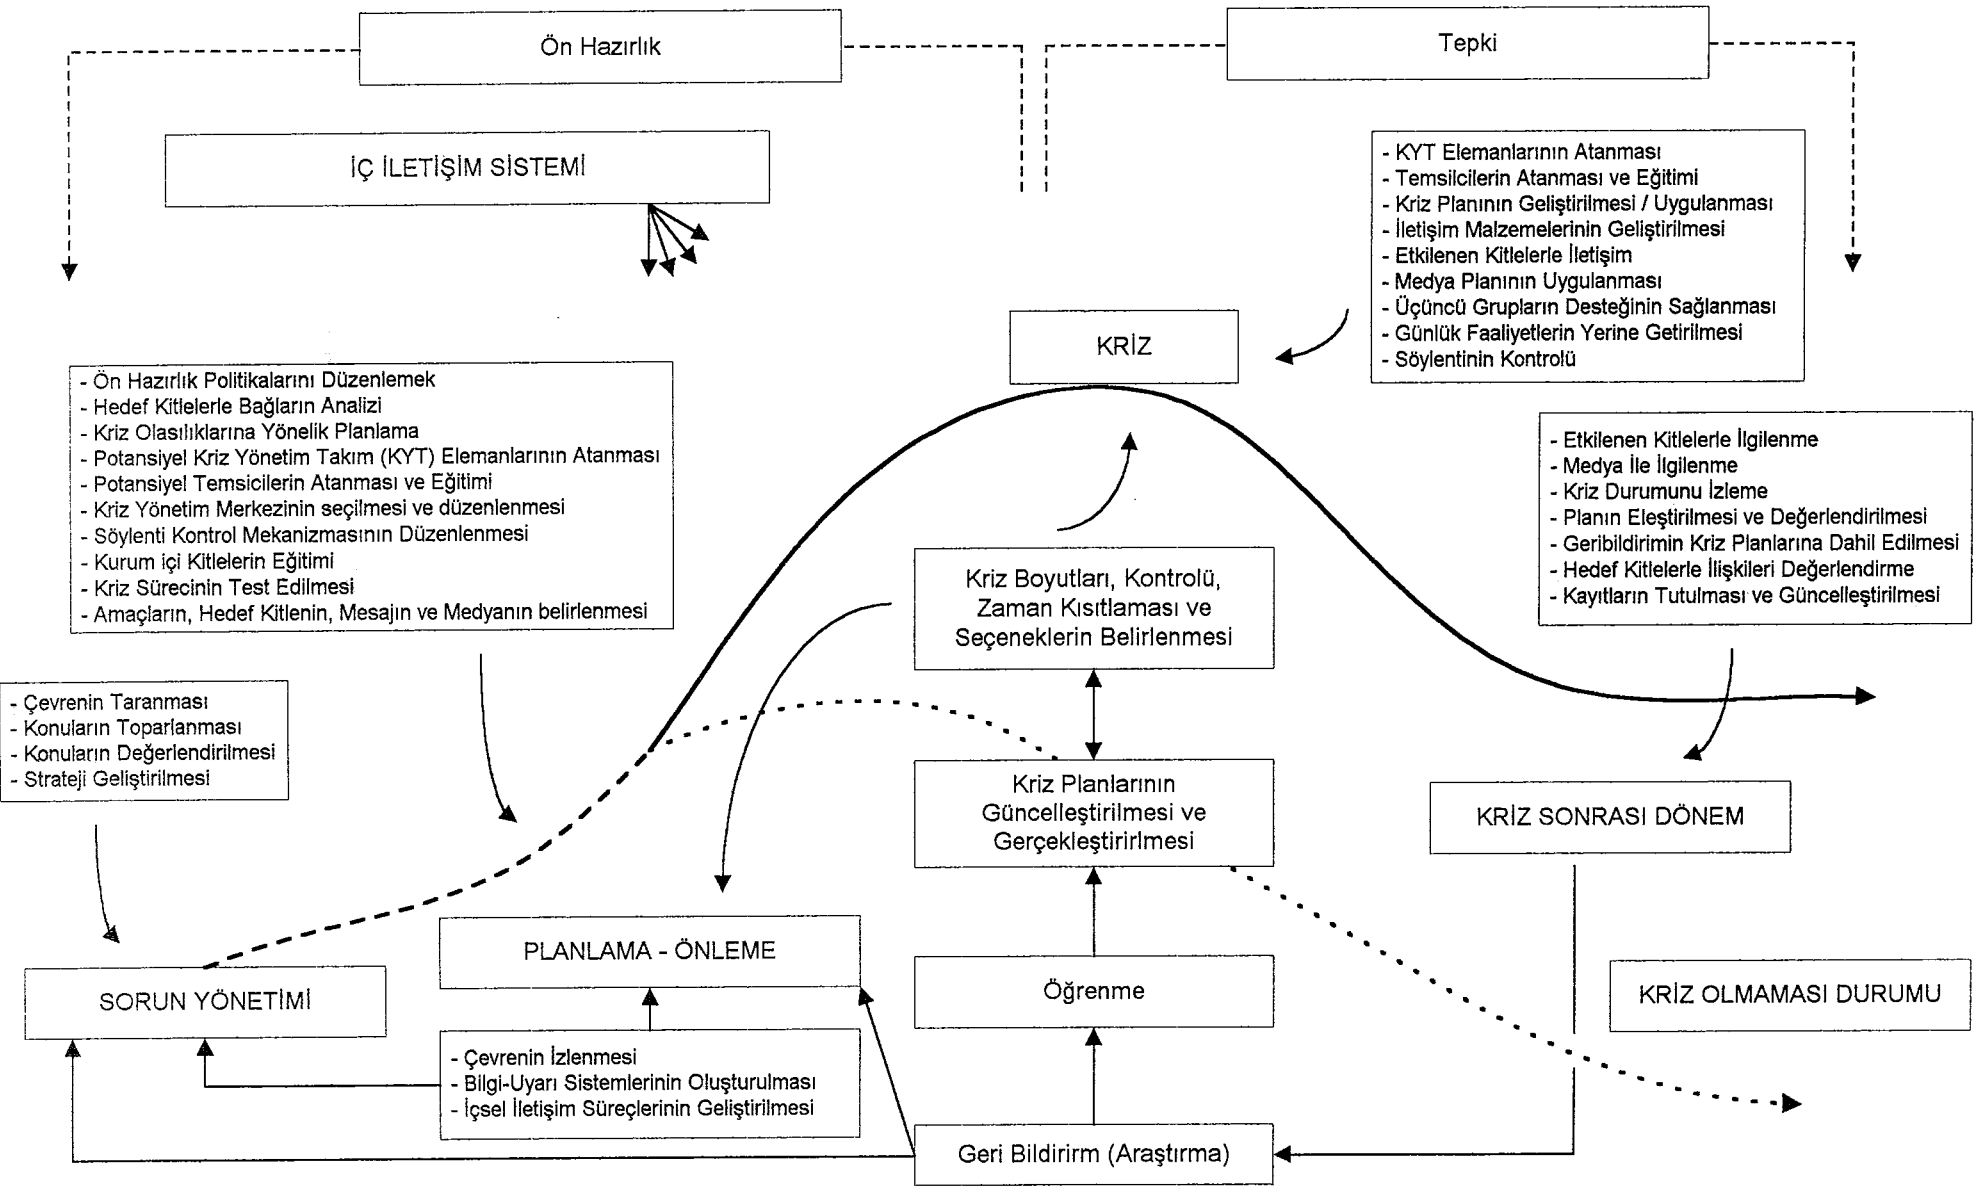 Ön Hazırlık
Tepki
İÇ İLETİŞİM SİSTEMİ
- KYT Elemanlarının Atanması
- Temsilcilerin Atanması ve Eğitimi
- Kriz Planının Geliştirilmesi / Uygulanması
- İletişim Malzemelerinin Geliştirilmesi
- Etkilenen Kitlelerle İletişim
- Medya Planının Uygulanması
- Üçüncü Grupların Desteğinin Sağlanması
- Günlük Faaliyetlerin Yerine Getirilmesi
- Söylentinin Kontrolü
KRİZ
- Ön Hazırlık Politikalarını Düzenlemek
- Hedef Kitlelerle Bağların Analizi
- Kriz Olasılıklarına Yönelik Planlama
- Potansiyel Kriz Yönetim Takım (KYT) Elemanlarının Atanması
- Potansiyel Temsicilerin Atanması ve Eğitimi
- Kriz Yönetim Merkezinin seçilmesi ve düzenlenmesi
- Söylenti Kontrol Mekanizmasının Düzenlenmesi
- Kurum içi Kitlelerin Eğitimi
- Kriz Sürecinin Test Edilmesi
- Amaçların, Hedef Kitlenin, Mesajın ve Medyanın belirlenmesi
- Etkilenen Kitlelerle İlgilenme
- Medya İle İlgilenme
- Kriz Durumunu İzleme
- Planın Eleştirilmesi ve Değerlendirilmesi
- Geribildirimin Kriz Planlarına Dahil Edilmesi
- Hedef Kitlelerle İlişkileri Değerlendirme
- Kayıtların Tutulması ve Güncelleştirilmesi
Kriz Boyutları, Kontrolü,
Zaman Kısıtlaması ve
Seçeneklerin Belirlenmesi
- Çevrenin Taranması
- Konuların Toparlanması
- Konuların Değerlendirilmesi
- Strateji Geliştirilmesi
Kriz Planlarının
Güncelleştirilmesi ve
Gerçekleştirirlmesi
KRİZ SONRASI DÖNEM
PLANLAMA - ÖNLEME
SORUN YÖNETİMİ
Öğrenme
KRİZ OLMAMASI DURUMU
- Çevrenin İzlenmesi
- Bilgi-Uyarı Sistemlerinin Oluşturulması
- İçsel İletişim Süreçlerinin Geliştirilmesi
Geri Bildirirm (Araştırma)